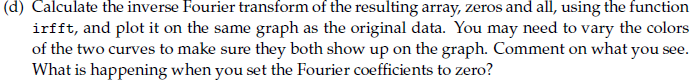 (d) Calculate the inverse Fourier transform of the resulting array, zeros and all, using the function
irfft, and plot it on the same graph as the original data. You may need to vary the colors
of the two curves to make sure they both show up on the graph. Comment on what you see.
What is happening when you set the Fourier coefficients to zero?